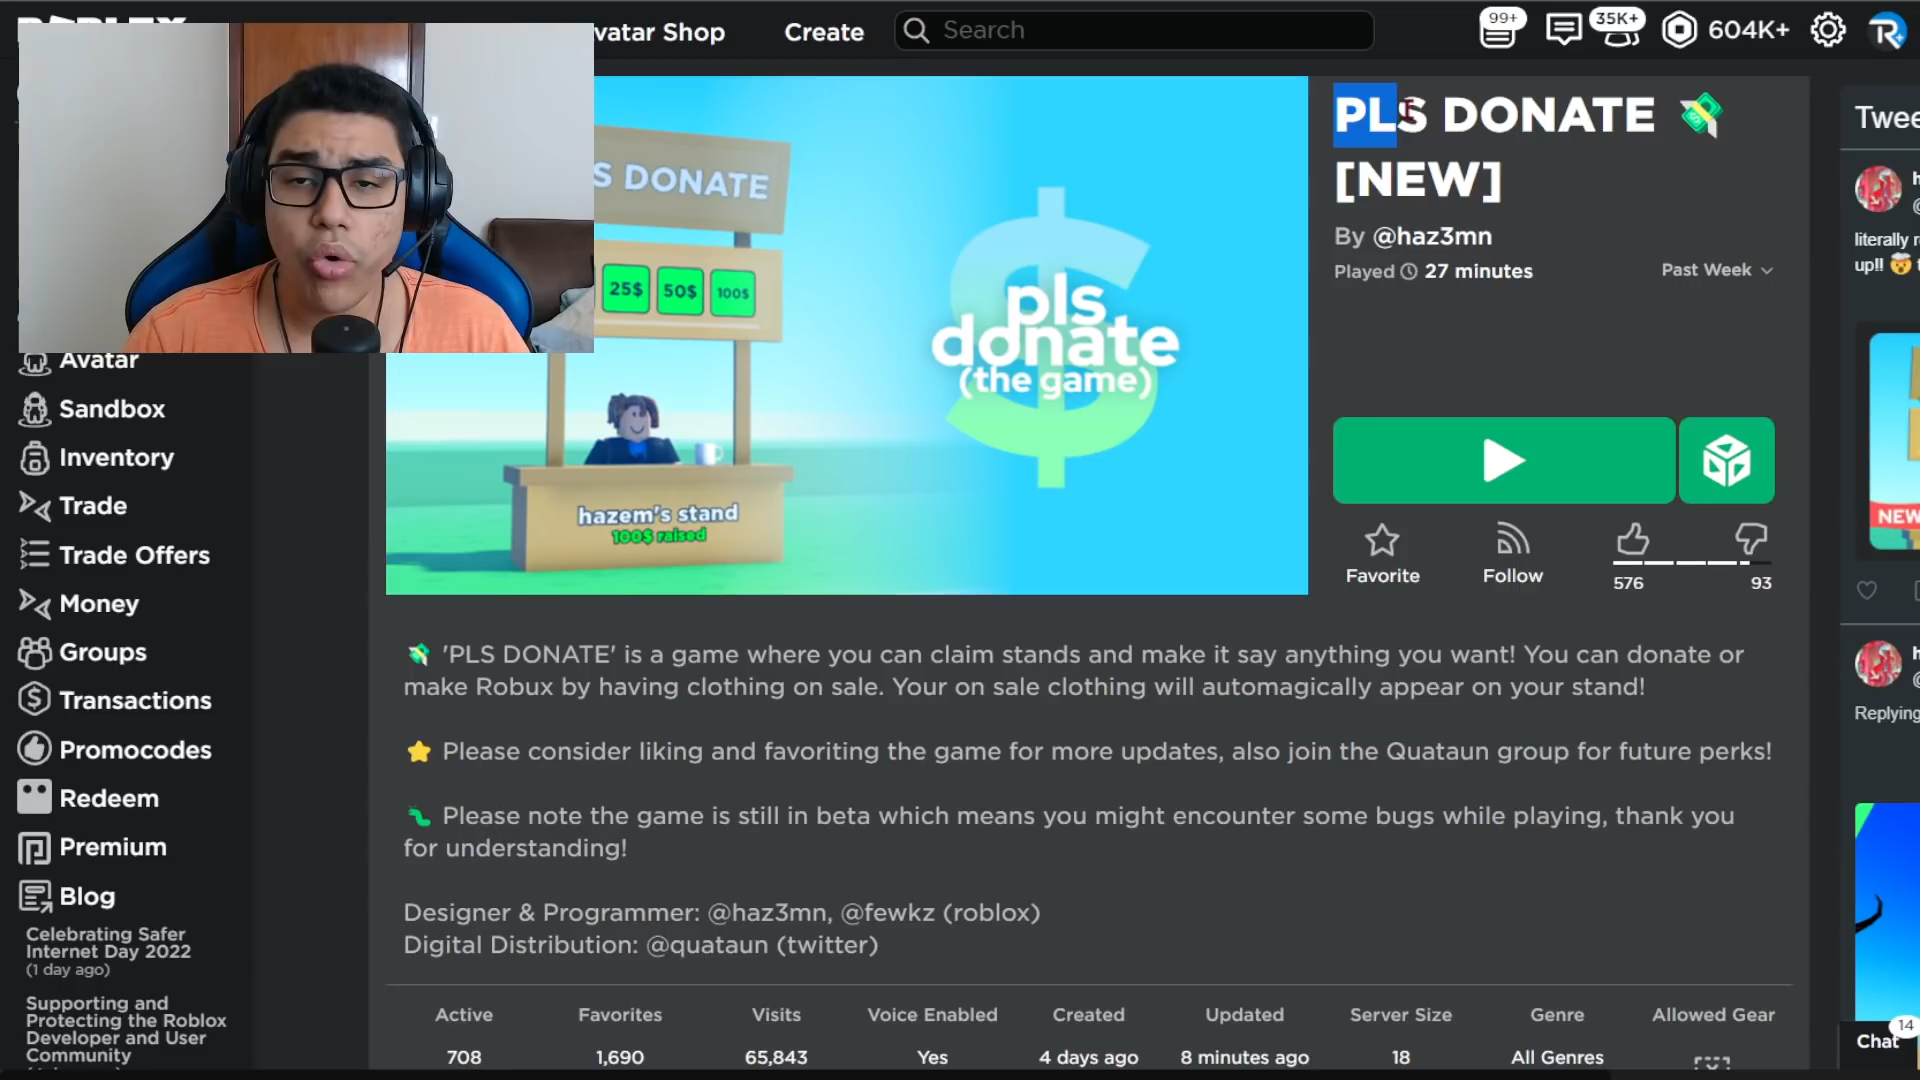 vatar Shop
Create
Search
99+
35K+
604K+
S DONATE
25$
50$
100$
hazem's stand
100$ raised
pls
donate
(the game)
PLS DONATE
[NEW]
By @haz3mn
Played 27 minutes
Past Week
Favorite
Follow
576
93
Avatar
Sandbox
Inventory
Trade
Trade Offers
Money
Groups
Transactions
Promocodes
Redeem
Premium
Blog
Celebrating Safer
Internet Day 2022
(1 day ago)
Supporting and
Protecting the Roblox
Developer and User
Community
'PLS DONATE' is a game where you can claim stands and make it say anything you want! You can donate or
make Robux by having clothing on sale. Your on sale clothing will automagically appear on your stand!
Please consider liking and favoriting the game for more updates, also join the Quataun group for future perks!
Please note the game is still in beta which means you might encounter some bugs while playing, thank you
for understanding!
Designer & Programmer: @haz3mn, @fewkz (roblox)
Digital Distribution: @quataun (twitter)
Active Favorites Visits Voice Enabled Created Updated Server Size Genre Allowed Gear
708 1,690 65,843 Yes 4 days ago 8 minutes ago 18 All Genres
Twee
literally
up!!
NEW
Replying
Chat
14